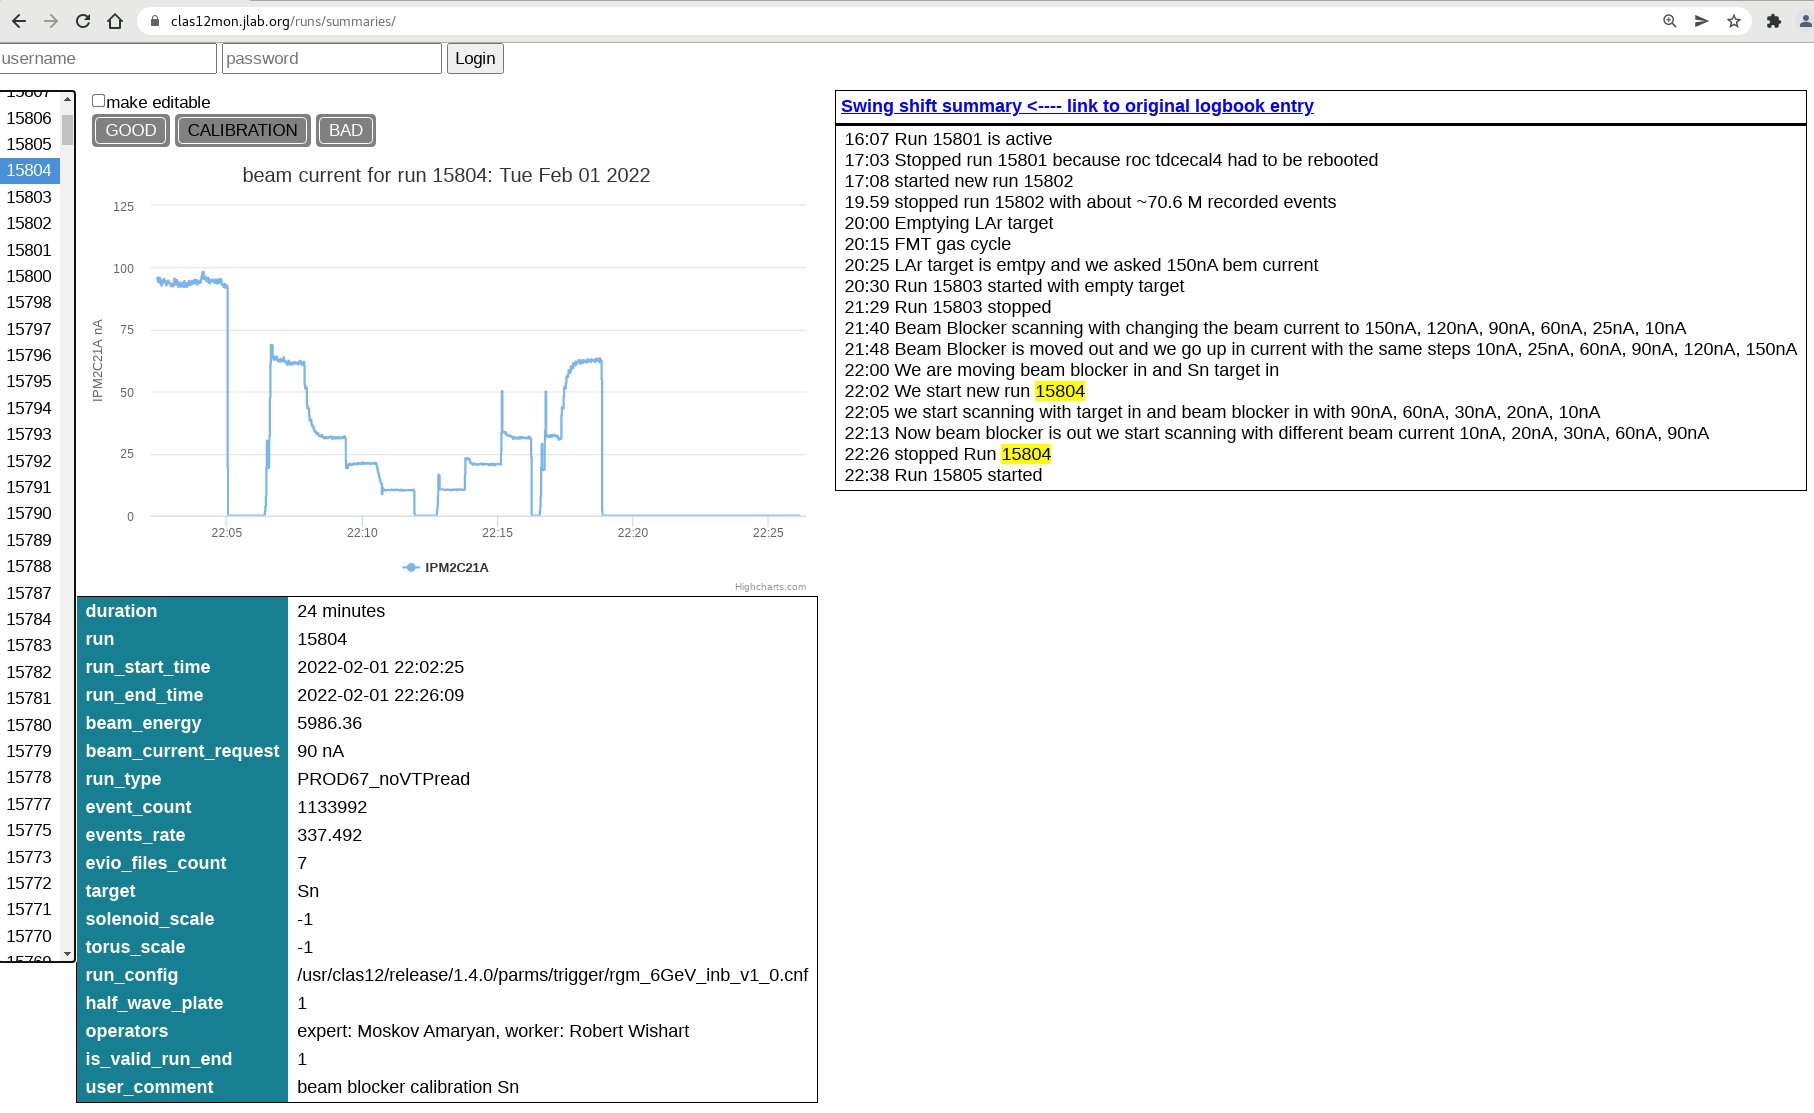 clas12mon.jlab.org/runs/summaries/
username password Login
15807
15806
15805
15804
15803
15802
15801
15800
15798
15797
15796
15795
15794
15793
15792
15791
15790
15789
15788
15787
15784
15783
15782
15781
15780
15779
15778
15777
15775
15773
15772
15771
15770
15769
make editable
GOOD CALIBRATION BAD
beam current for run 15804: Tue Feb 01 2022
IPM2C21A nA
125
100
75
50
25
0
22:05 22:10 22:15 22:20 22:25
IPM2C21A
Highcharts.com
duration 24 minutes
run 15804
run_start_time 2022-02-01 22:02:25
run_end_time 2022-02-01 22:26:09
beam_energy 5986.36
beam_current_request 90 nA
run_type PROD67_noVTPread
event_count 1133992
events_rate 337.492
evio_files_count 7
target Sn
solenoid_scale -1
torus_scale -1
run_config /usr/clas12/release/1.4.0/parms/trigger/rgm_6GeV_inb_v1_0.cnf
half_wave_plate 1
operators expert: Moskov Amaryan, worker: Robert Wishart
is_valid_run_end 1
user_comment beam blocker calibration Sn
Swing shift summary <---- link to original logbook entry
16:07 Run 15801 is active
17:03 Stopped run 15801 because roc tdcecal4 had to be rebooted
17:08 started new run 15802
19.59 stopped run 15802 with about ~70.6 M recorded events
20:00 Emptying LAr target
20:15 FMT gas cycle
20:25 LAr target is emtpy and we asked 150nA bem current
20:30 Run 15803 started with empty target
21:29 Run 15803 stopped
21:40 Beam Blocker scanning with changing the beam current to 150nA, 120nA, 90nA, 60nA, 25nA, 10nA
21:48 Beam Blocker is moved out and we go up in current with the same steps 10nA, 25nA, 60nA, 90nA, 120nA, 150nA
22:00 We are moving beam blocker in and Sn target in
22:02 We start new run 15804
22:05 we start scanning with target in and beam blocker in with 90nA, 60nA, 30nA, 20nA, 10nA
22:13 Now beam blocker is out we start scanning with different beam current 10nA, 20nA, 30nA, 60nA, 90nA
22:26 stopped Run 15804
22:38 Run 15805 started